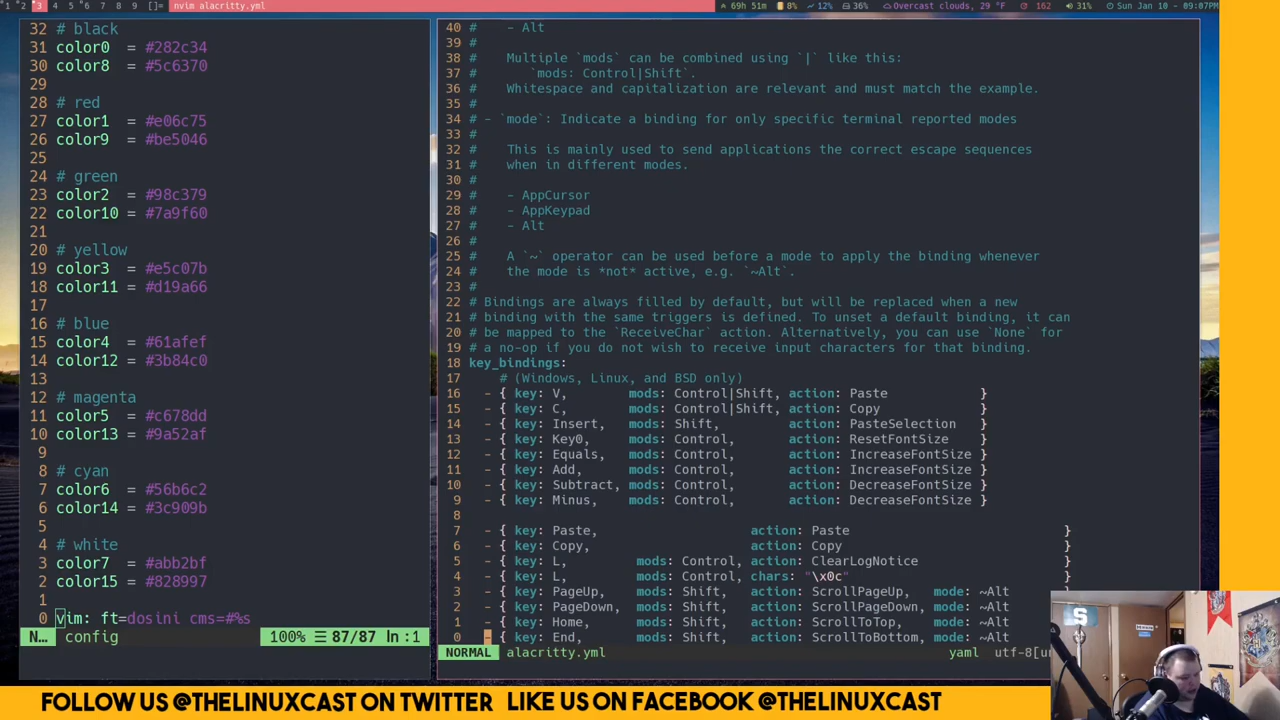 1 2 3 4 5 6 7 8 9 []= nvim alacritty.yml 69h 51m 8% 12% 36% Overcast clouds, 29 °F 162 31% Sun Jan 10 - 09:07PM
32 # black
31 color0 = #282c34
30 color8 = #5c6370
29
28 # red
27 color1 = #e06c75
26 color9 = #be5046
25
24 # green
23 color2 = #98c379
22 color10 = #7a9f60
21
20 # yellow
19 color3 = #e5c07b
18 color11 = #d19a66
17
16 # blue
15 color4 = #61afef
14 color12 = #3b84c0
13
12 # magenta
11 color5 = #c678dd
10 color13 = #9a52af
9
8 # cyan
7 color6 = #56b6c2
6 color14 = #3c909b
5
4 # white
3 color7 = #abb2bf
2 color15 = #828997
1
0 vim: ft=dosini cms=#%s
N… config 100% ☰ 87/87 ln :1
40 # - Alt
39 #
38 # Multiple `mods` can be combined using `|` like this:
37 # `mods: Control|Shift`.
36 # Whitespace and capitalization are relevant and must match the example.
35 #
34 # - `mode`: Indicate a binding for only specific terminal reported modes
33 #
32 # This is mainly used to send applications the correct escape sequences
31 # when in different modes.
30 #
29 # - AppCursor
28 # - AppKeypad
27 # - Alt
26 #
25 # A `~` operator can be used before a mode to apply the binding whenever
24 # the mode is *not* active, e.g. `~Alt`.
23 #
22 # Bindings are always filled by default, but will be replaced when a new
21 # binding with the same triggers is defined. To unset a default binding, it can
20 # be mapped to the `ReceiveChar` action. Alternatively, you can use `None` for
19 # a no-op if you do not wish to receive input characters for that binding.
18 key_bindings:
17 # (Windows, Linux, and BSD only)
16 - { key: V, mods: Control|Shift, action: Paste }
15 - { key: C, mods: Control|Shift, action: Copy }
14 - { key: Insert, mods: Shift, action: PasteSelection }
13 - { key: Key0, mods: Control, action: ResetFontSize }
12 - { key: Equals, mods: Control, action: IncreaseFontSize }
11 - { key: Add, mods: Control, action: IncreaseFontSize }
10 - { key: Subtract, mods: Control, action: DecreaseFontSize }
9 - { key: Minus, mods: Control, action: DecreaseFontSize }
8
7 - { key: Paste, action: Paste }
6 - { key: Copy, action: Copy }
5 - { key: L, mods: Control, action: ClearLogNotice }
4 - { key: L, mods: Control, chars: "\x0c" }
3 - { key: PageUp, mods: Shift, action: ScrollPageUp, mode: ~Alt
2 - { key: PageDown, mods: Shift, action: ScrollPageDown, mode: ~Alt
1 - { key: Home, mods: Shift, action: ScrollToTop, mode: ~Alt
0 - { key: End, mods: Shift, action: ScrollToBottom, mode: ~Alt
NORMAL alacritty.yml yaml utf-8[u
S
FOLLOW US @THELINUXCAST ON TWITTER LIKE US ON FACEBOOK @THELINUXCAST